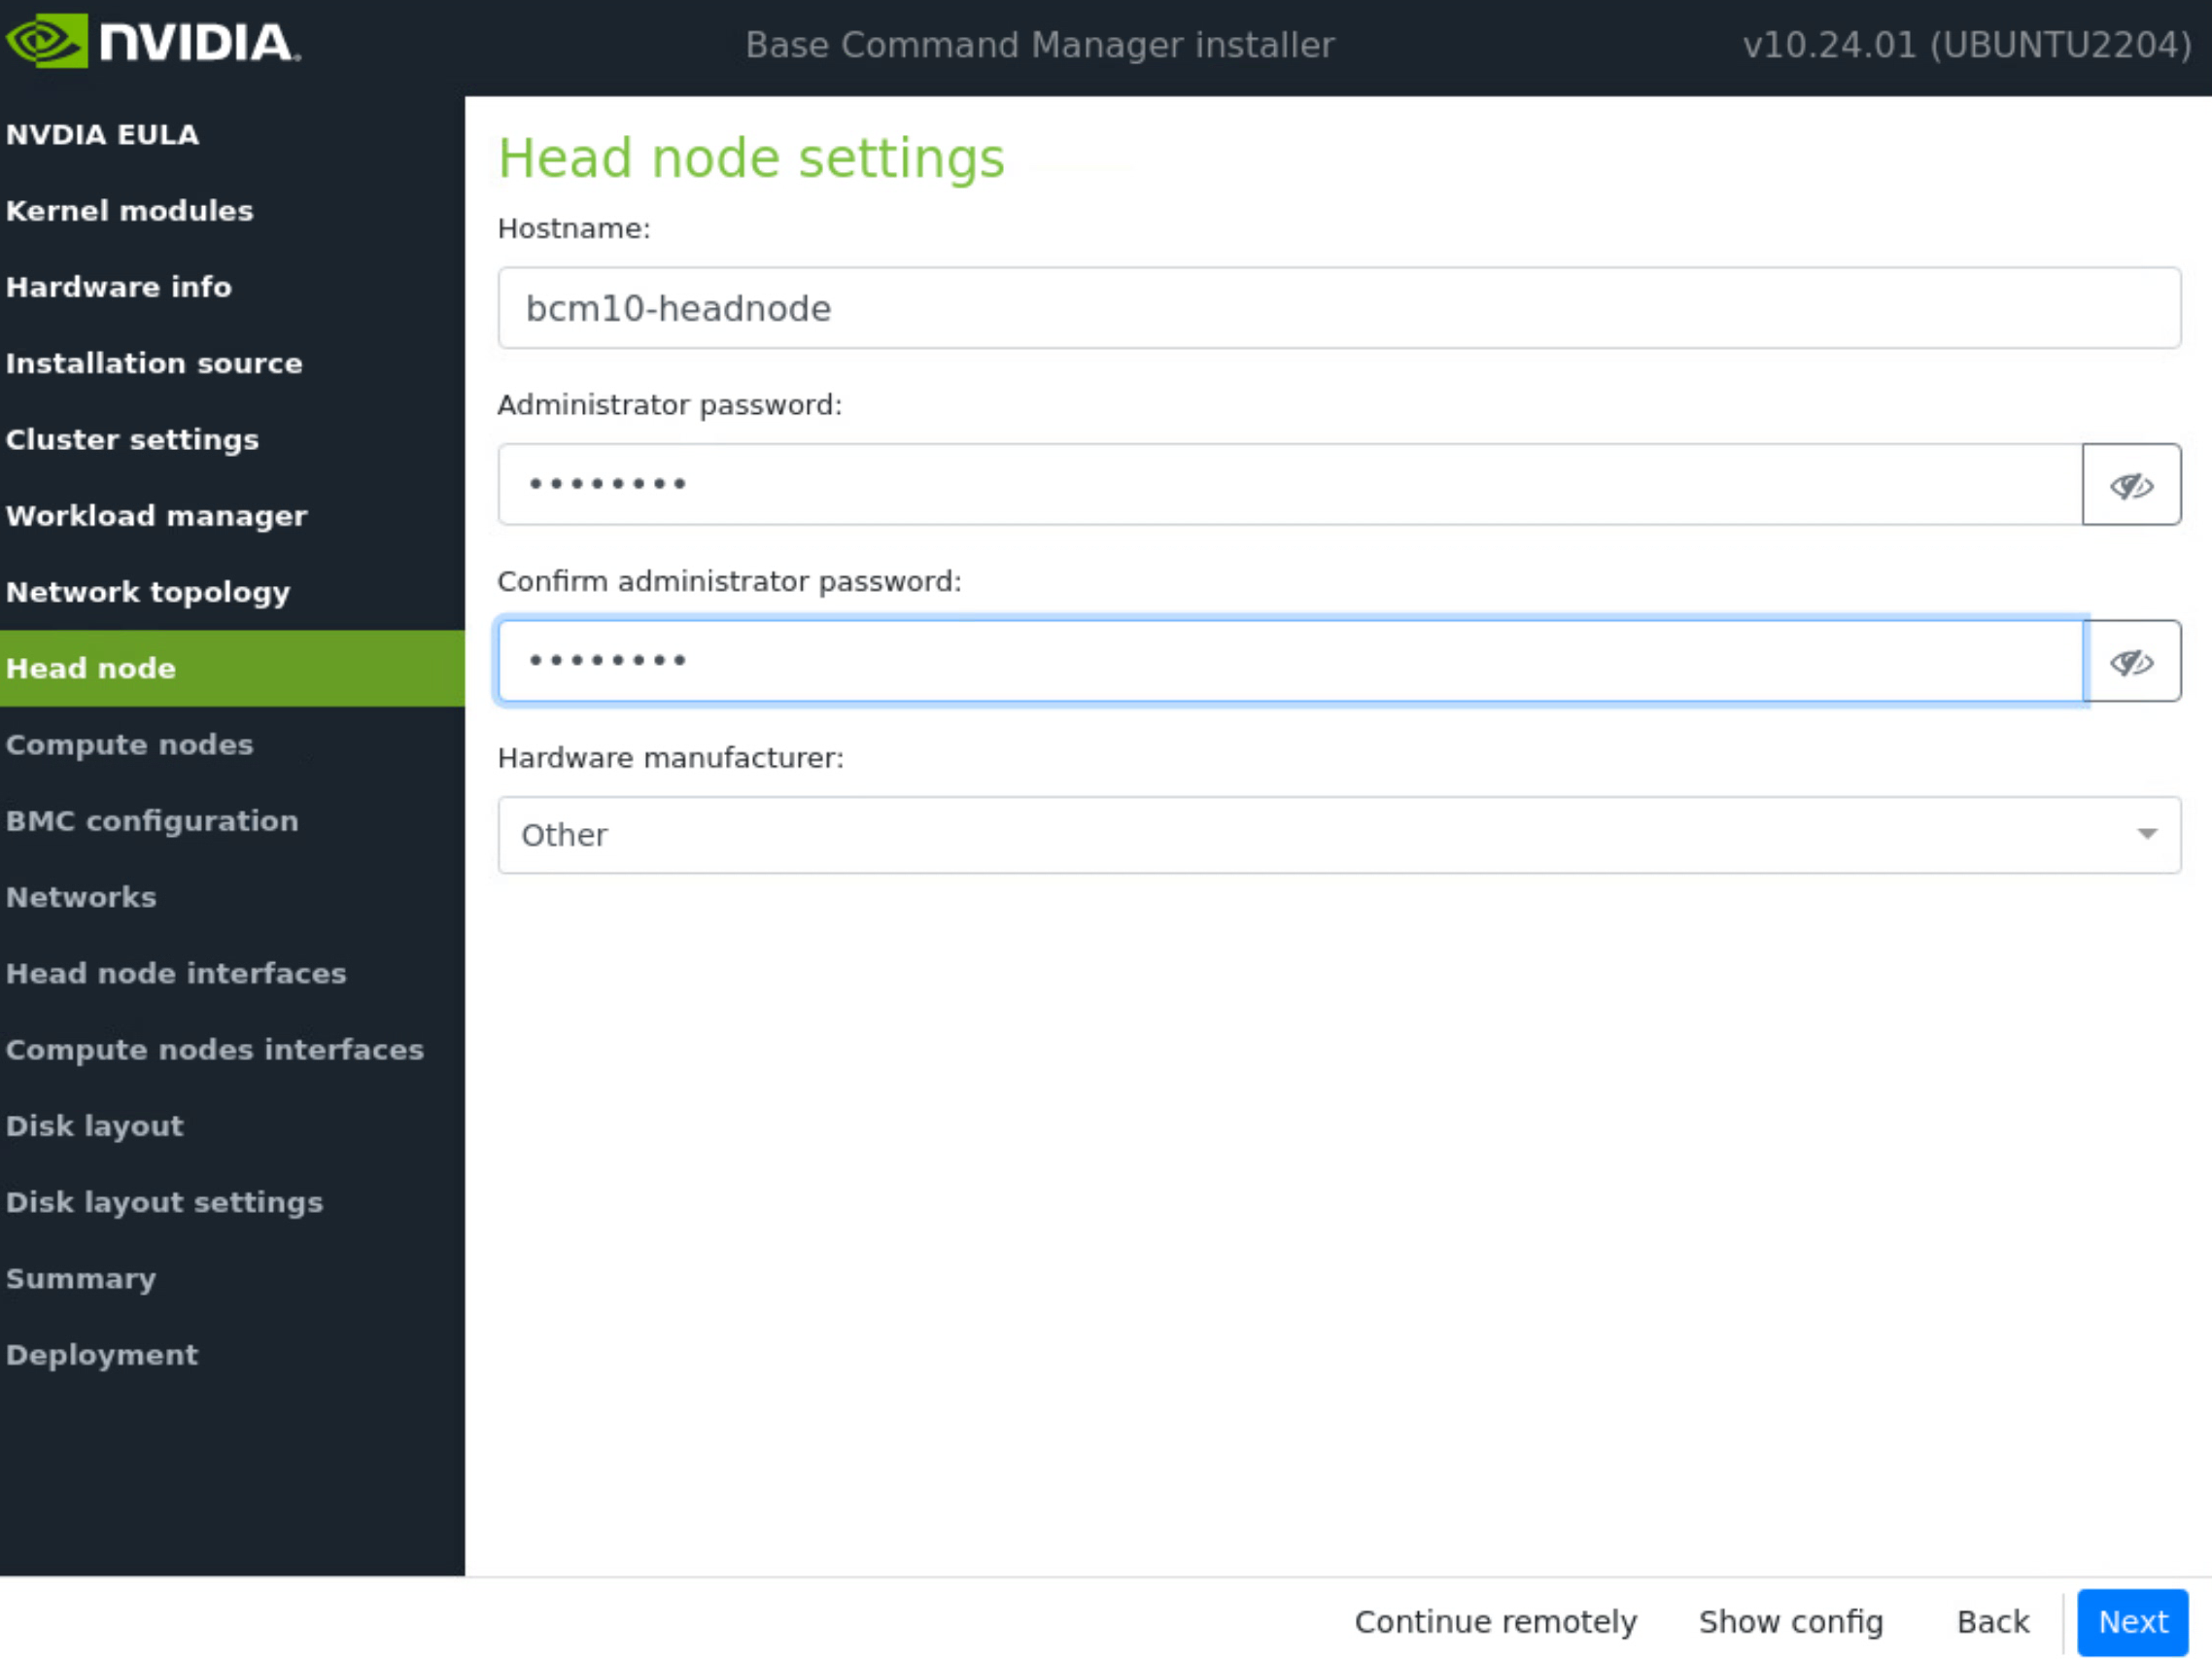 NVIDIA.
Base Command Manager installer
v10.24.01 (UBUNTU2204)
NVDIA EULA
Kernel modules
Hardware info
Installation source
Cluster settings
Workload manager
Network topology
Head node
Compute nodes
BMC configuration
Networks
Head node interfaces
Compute nodes interfaces
Disk layout
Disk layout settings
Summary
Deployment
Head node settings
Hostname:
bcm10-headnode
Administrator password:
••••••••
Confirm administrator password:
••••••••
Hardware manufacturer:
Other
Continue remotely
Show config
Back
Next